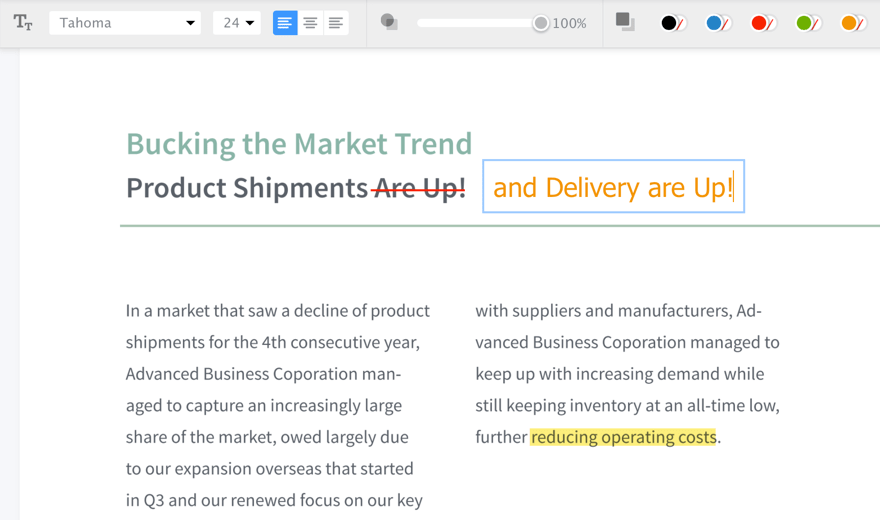 Tahoma 24 100%
Bucking the Market Trend
Product Shipments Are Up! and Delivery are Up!
In a market that saw a decline of product
shipments for the 4th consecutive year,
Advanced Business Coporation man-
aged to capture an increasingly large
share of the market, owed largely due
to our expansion overseas that started
in Q3 and our renewed focus on our key
with suppliers and manufacturers, Ad-
vanced Business Coporation managed to
keep up with increasing demand while
still keeping inventory at an all-time low,
further reducing operating costs.